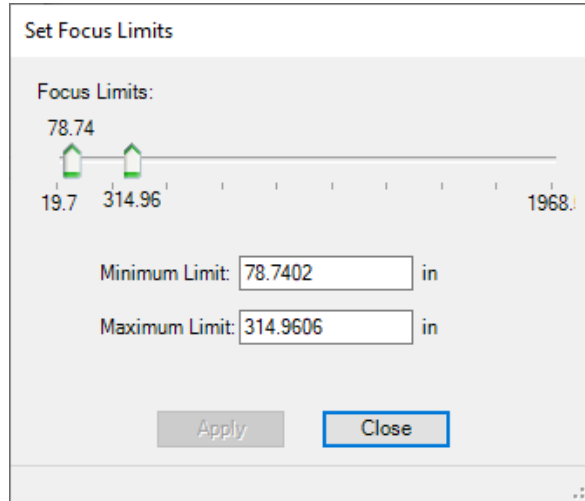 Set Focus Limits
Focus Limits:
78.74
19.7 314.96 1968.
Minimum Limit: 78.7402 in
Maximum Limit: 314.9606 in
Apply Close